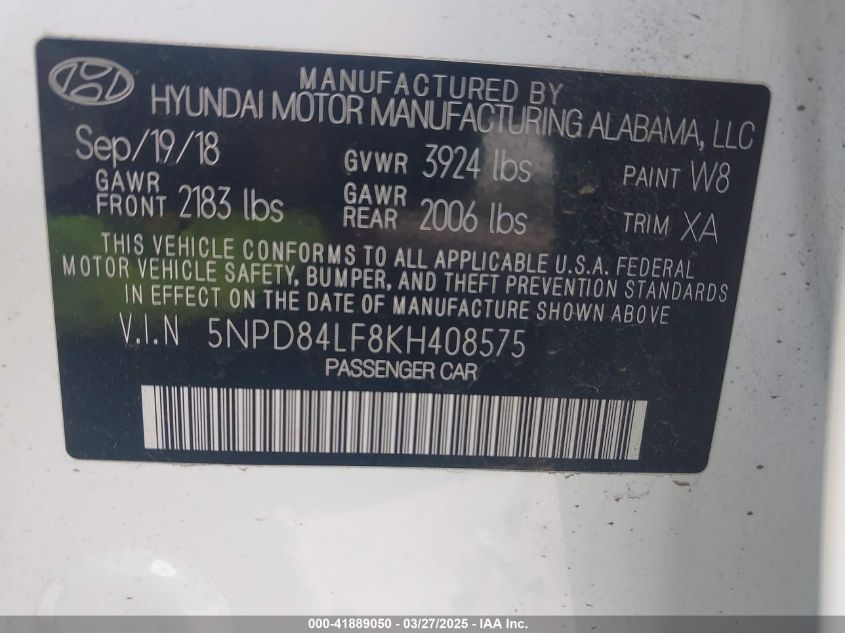 MANUFACTURED BY
HYUNDAI MOTOR MANUFACTURING ALABAMA, LLC
Sep/19/18 GVWR 3924 lbs PAINT W8
GAWR FRONT 2183 lbs GAWR REAR 2006 lbs TRIM XA
THIS VEHICLE CONFORMS TO ALL APPLICABLE U.S.A. FEDERAL
MOTOR VEHICLE SAFETY, BUMPER, AND THEFT PREVENTION STANDARDS
IN EFFECT ON THE DATE OF MANUFACTURE SHOWN ABOVE
V.I.N 5NPD84LF8KH408575
PASSENGER CAR
000-41889050 - 03/27/2025 - IAA Inc.